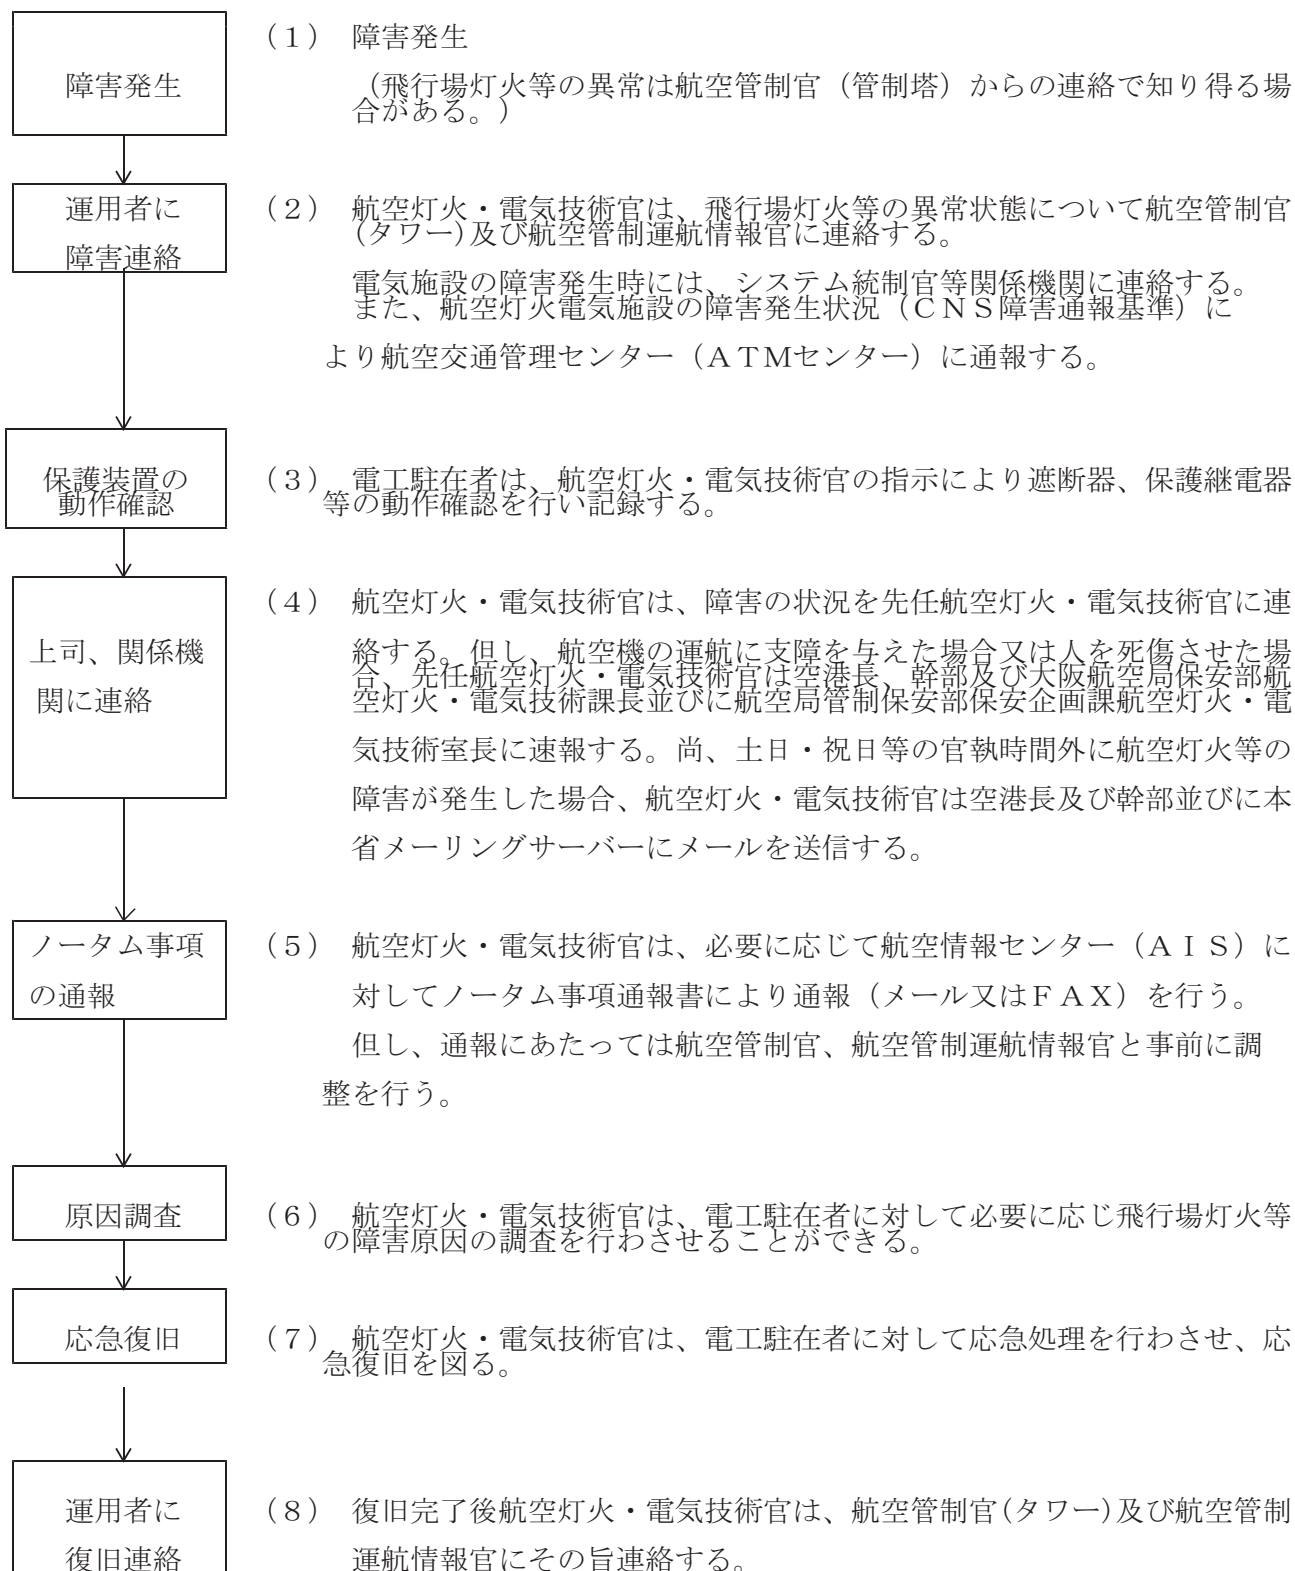 障害発生
（１） 障害発生
（飛行場灯火等の異常は航空管制官（管制塔）からの連絡で知り得る場
合がある。）
運用者に
障害連絡
（２） 航空灯火・電気技術官は、飛行場灯火等の異常状態について航空管制官
(タワー)及び航空管制運航情報官に連絡する。
電気施設の障害発生時には、システム統制官等関係機関に連絡する。
また、航空灯火電気施設の障害発生状況（ＣＮＳ障害通報基準）に
より航空交通管理センター（ＡＴＭセンター）に通報する。
保護装置の
動作確認
（３） 電工駐在者は、航空灯火・電気技術官の指示により遮断器、保護継電器
等の動作確認を行い記録する。
上司、関係機
関に連絡
（４） 航空灯火・電気技術官は、障害の状況を先任航空灯火・電気技術官に連
絡する。但し、航空機の運航に支障を与えた場合又は人を死傷させた場
合、先任航空灯火・電気技術官は空港長、幹部及び大阪航空局保安部航
空灯火・電気技術課長並びに航空局管制保安部保安企画課航空灯火・電
気技術室長に速報する。尚、土日・祝日等の官執時間外に航空灯火等の
障害が発生した場合、航空灯火・電気技術官は空港長及び幹部並びに本
省メーリングサーバーにメールを送信する。
ノータム事項
の通報
（５） 航空灯火・電気技術官は、必要に応じて航空情報センター（ＡＩＳ）に
対してノータム事項通報書により通報（メール又はＦＡＸ）を行う。
但し、通報にあたっては航空管制官、航空管制運航情報官と事前に調
整を行う。
原因調査
（６） 航空灯火・電気技術官は、電工駐在者に対して必要に応じ飛行場灯火等
の障害原因の調査を行わさせることができる。
応急復旧
（７） 航空灯火・電気技術官は、電工駐在者に対して応急処理を行わさせ、応
急復旧を図る。
運用者に
復旧連絡
（８） 復旧完了後航空灯火・電気技術官は、航空管制官(タワー)及び航空管制
運航情報官にその旨連絡する。